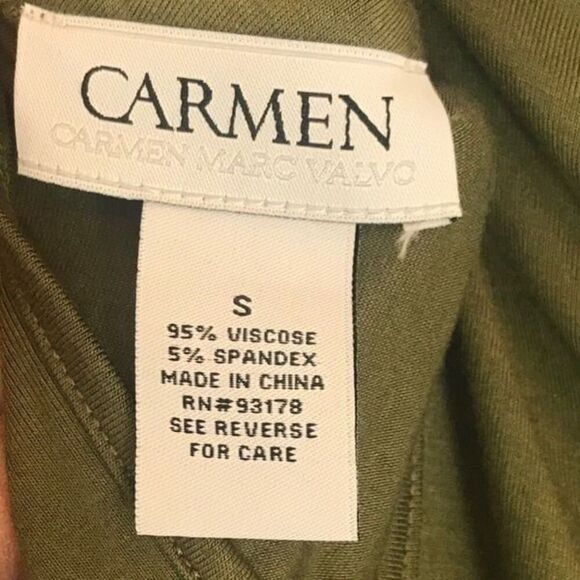 CARMEN
CARMEN MARC VALVO
S
95% VISCOSE
5% SPANDEX
MADE IN CHINA
RN#93178
SEE REVERSE
FOR CARE